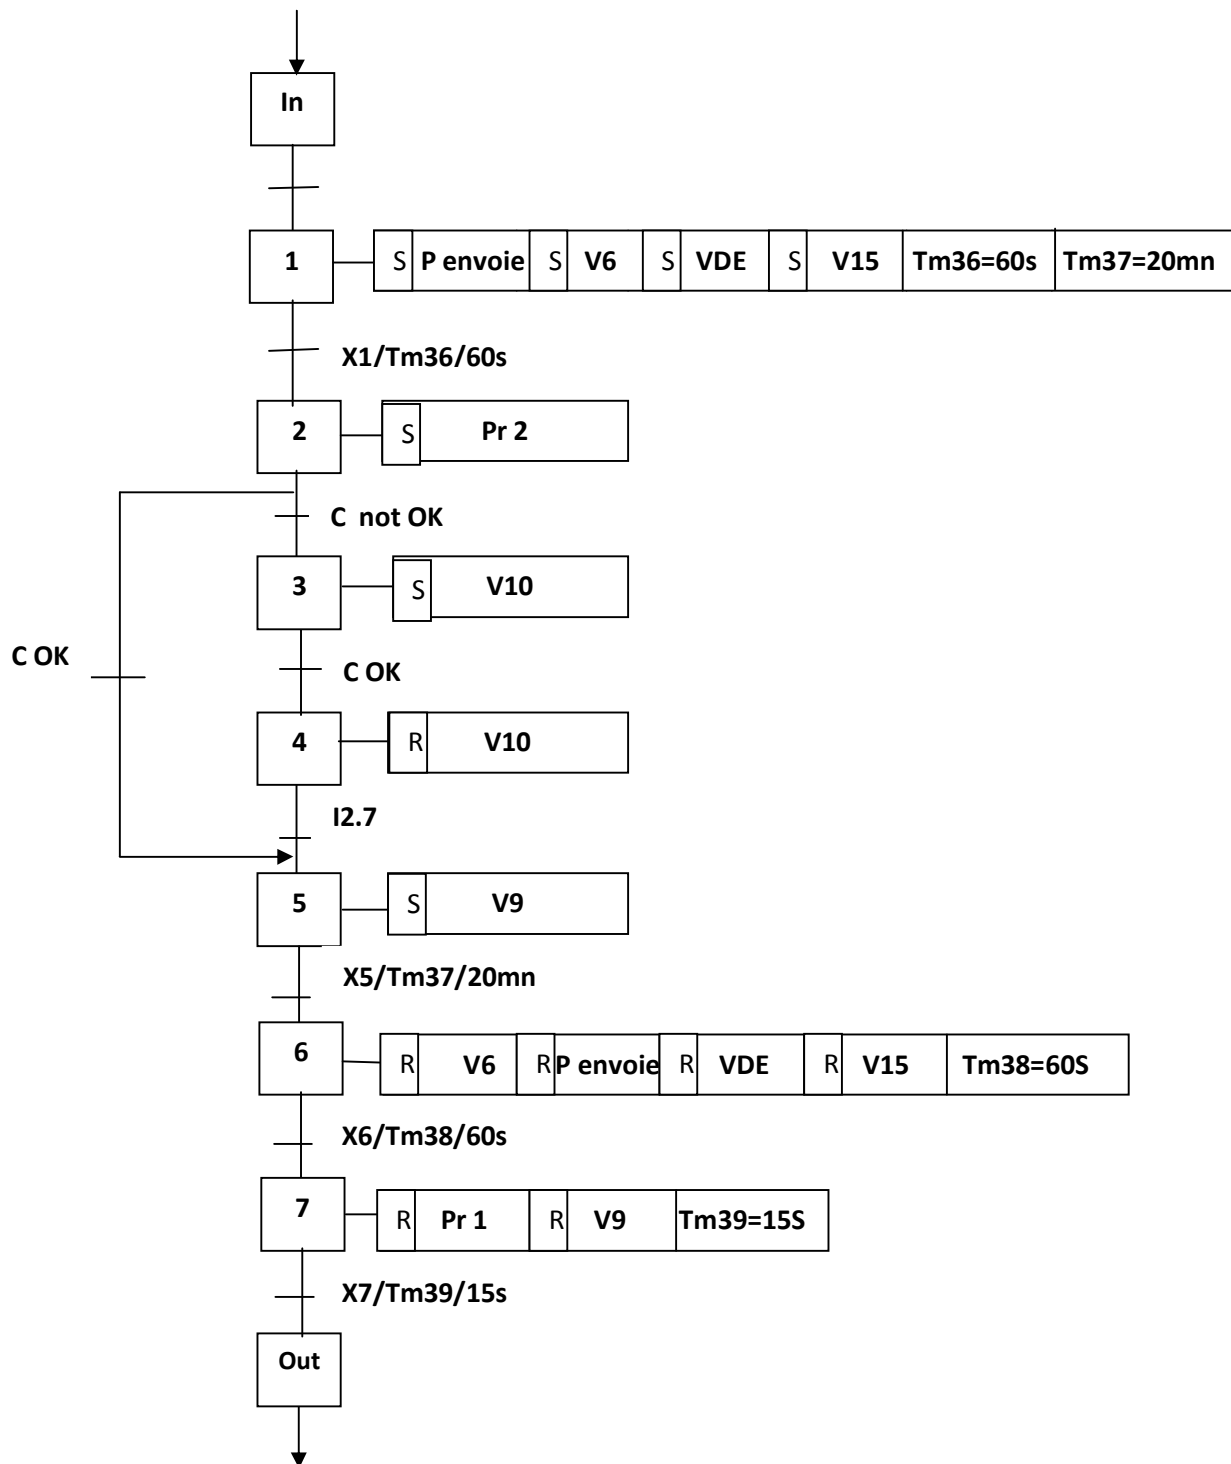 In
1 S P envoie S V6 S VDE S V15 Tm36=60s Tm37=20mn
X1/Tm36/60s
2 S Pr 2
C not OK
3 S V10
C OK
C OK
4 R V10
I2.7
5 S V9
X5/Tm37/20mn
6 R V6 R P envoie R VDE R V15 Tm38=60S
X6/Tm38/60s
7 R Pr 1 R V9 Tm39=15S
X7/Tm39/15s
Out